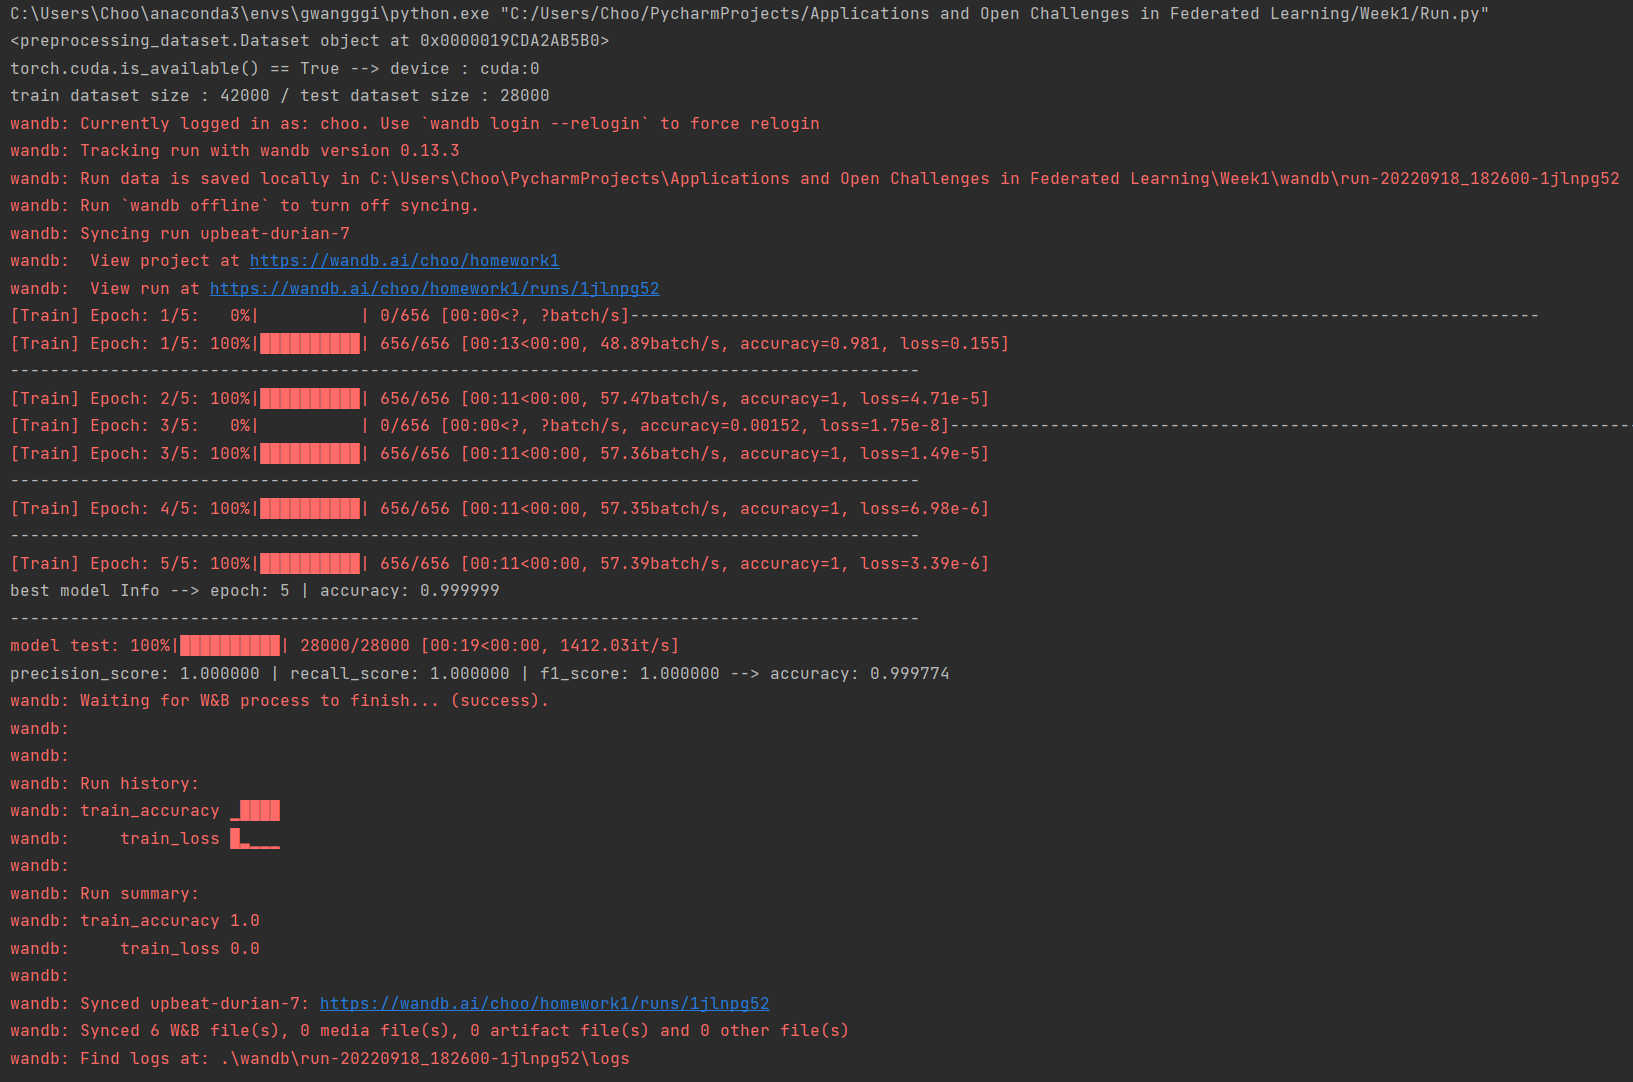 C:\Users\Choo\anaconda3\envs\gwangggi\python.exe "C:/Users/Choo/PycharmProjects/Applications and Open Challenges in Federated Learning/Week1/Run.py"
<preprocessing_dataset.Dataset object at 0x0000019CDA2AB5B0>
torch.cuda.is_available() == True --> device : cuda:0
train dataset size : 42000 / test dataset size : 28000
wandb: Currently logged in as: choo. Use `wandb login --relogin` to force relogin
wandb: Tracking run with wandb version 0.13.3
wandb: Run data is saved locally in C:\Users\Choo\PycharmProjects\Applications and Open Challenges in Federated Learning\Week1\wandb\run-20220918_182600-1jlnpg52
wandb: Run `wandb offline` to turn off syncing.
wandb: Syncing run upbeat-durian-7
wandb:  View project at https://wandb.ai/choo/homework1
wandb:  View run at https://wandb.ai/choo/homework1/runs/1jlnpg52
[Train] Epoch: 1/5:   0%|          | 0/656 [00:00<?, ?batch/s]-------------------------------------------------------------------------------------------
[Train] Epoch: 1/5: 100%|██████████| 656/656 [00:13<00:00, 48.89batch/s, accuracy=0.981, loss=0.155]
-------------------------------------------------------------------------------------------
[Train] Epoch: 2/5: 100%|██████████| 656/656 [00:11<00:00, 57.47batch/s, accuracy=1, loss=4.71e-5]
[Train] Epoch: 3/5:   0%|          | 0/656 [00:00<?, ?batch/s, accuracy=0.00152, loss=1.75e-8]---------------------------------------------------------------------
[Train] Epoch: 3/5: 100%|██████████| 656/656 [00:11<00:00, 57.36batch/s, accuracy=1, loss=1.49e-5]
-------------------------------------------------------------------------------------------
[Train] Epoch: 4/5: 100%|██████████| 656/656 [00:11<00:00, 57.35batch/s, accuracy=1, loss=6.98e-6]
-------------------------------------------------------------------------------------------
[Train] Epoch: 5/5: 100%|██████████| 656/656 [00:11<00:00, 57.39batch/s, accuracy=1, loss=3.39e-6]
best model Info --> epoch: 5 | accuracy: 0.999999
-------------------------------------------------------------------------------------------
model test: 100%|██████████| 28000/28000 [00:19<00:00, 1412.03it/s]
precision_score: 1.000000 | recall_score: 1.000000 | f1_score: 1.000000 --> accuracy: 0.999774
wandb: Waiting for W&B process to finish... (success).
wandb:
wandb:
wandb: Run history:
wandb: train_accuracy ▁████
wandb:     train_loss █▂▁▁▁
wandb:
wandb: Run summary:
wandb: train_accuracy 1.0
wandb:     train_loss 0.0
wandb:
wandb: Synced upbeat-durian-7: https://wandb.ai/choo/homework1/runs/1jlnpg52
wandb: Synced 6 W&B file(s), 0 media file(s), 0 artifact file(s) and 0 other file(s)
wandb: Find logs at: .\wandb\run-20220918_182600-1jlnpg52\logs